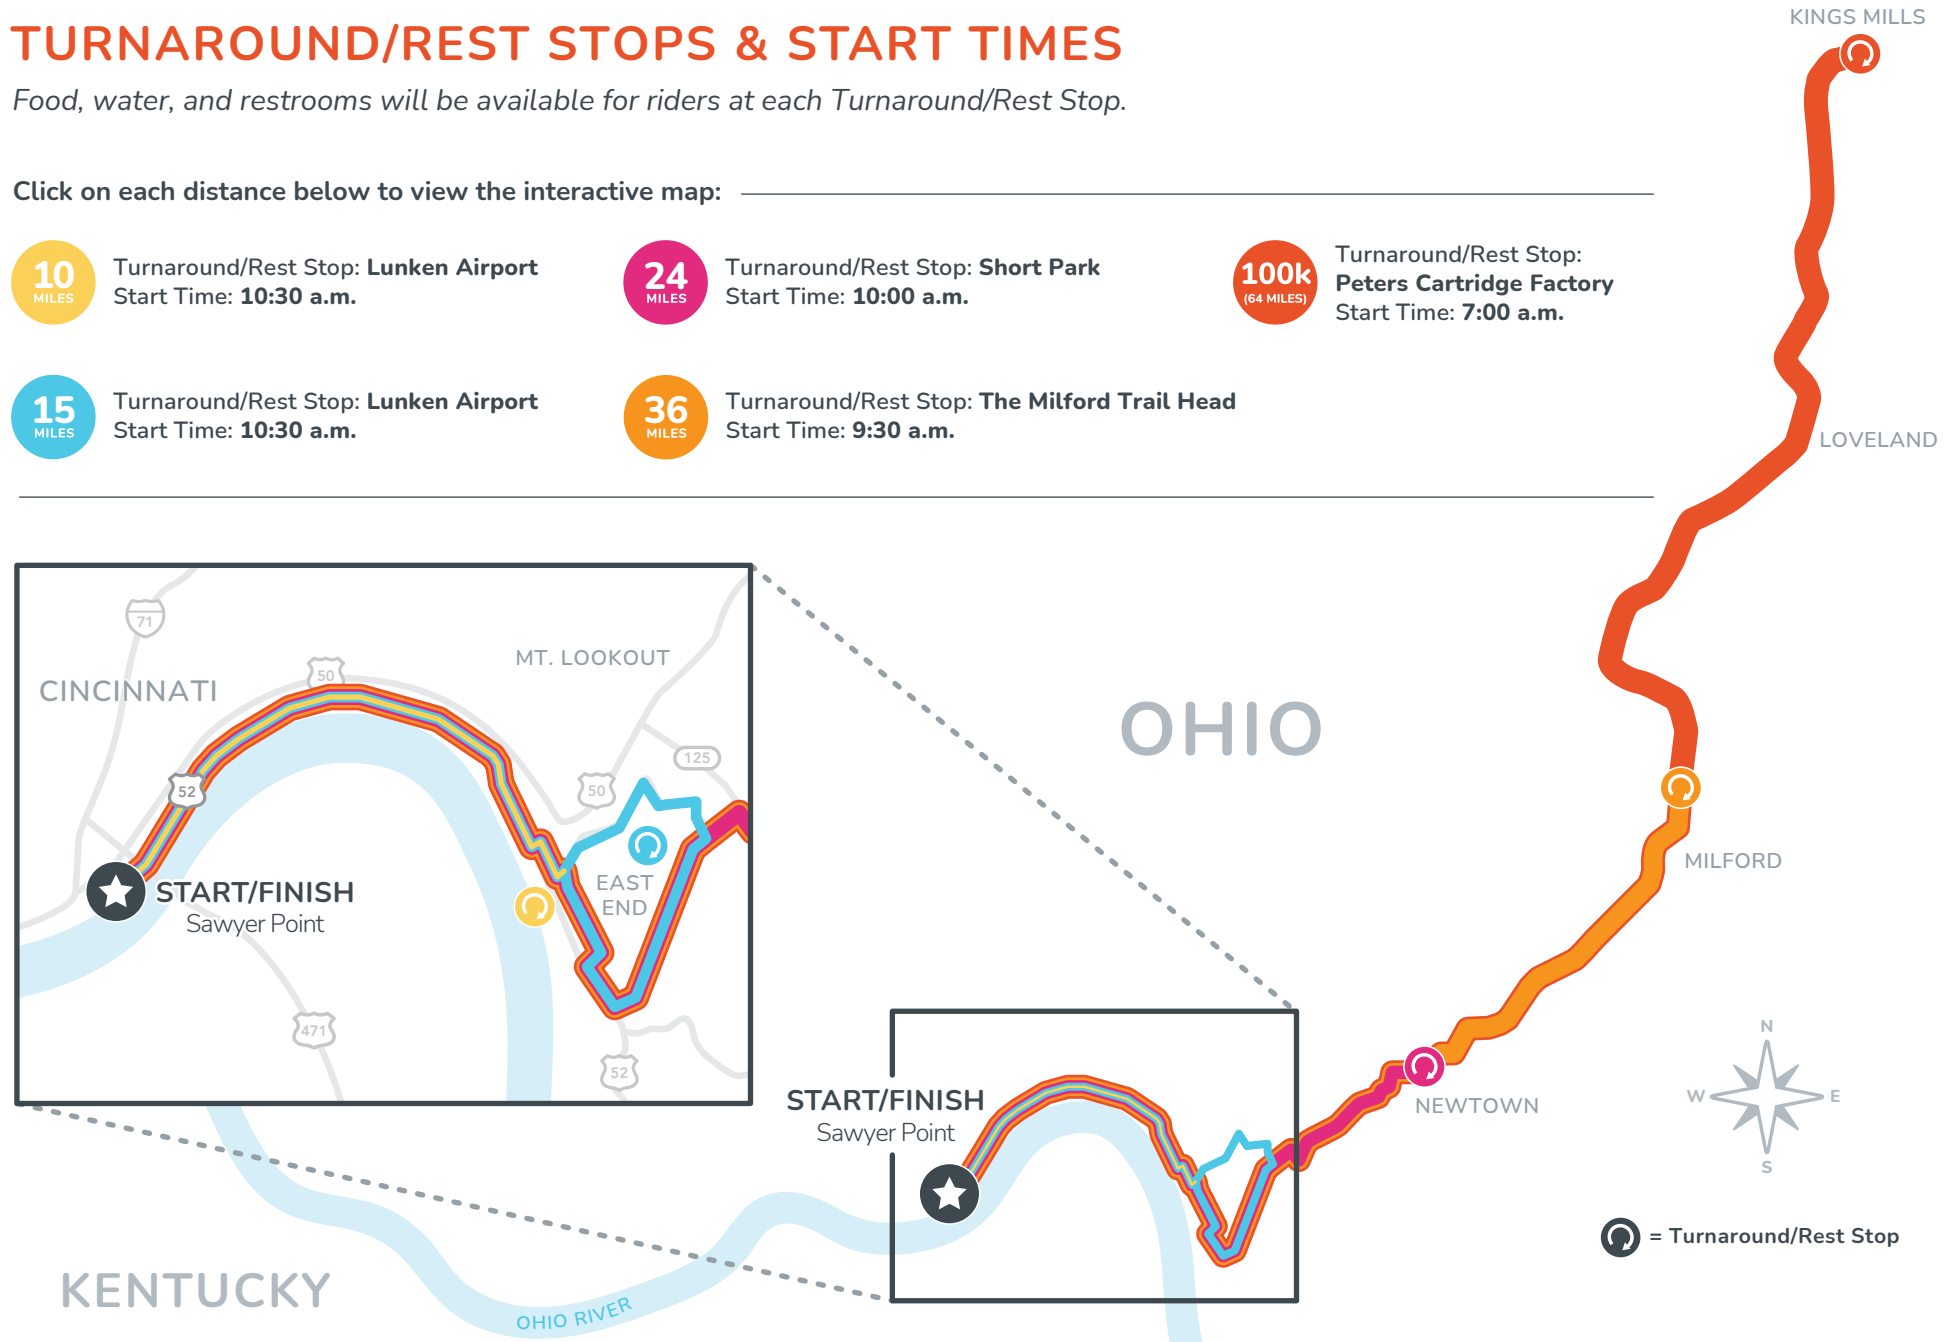 TURNAROUND/REST STOPS & START TIMES
Food, water, and restrooms will be available for riders at each Turnaround/Rest Stop.
Click on each distance below to view the interactive map:
10
MILES
Turnaround/Rest Stop: Lunken Airport
Start Time: 10:30 a.m.
24
MILES
Turnaround/Rest Stop: Short Park
Start Time: 10:00 a.m.
100k
(64 MILES)
Turnaround/Rest Stop:
Peters Cartridge Factory
Start Time: 7:00 a.m.
15
MILES
Turnaround/Rest Stop: Lunken Airport
Start Time: 10:30 a.m.
36
MILES
Turnaround/Rest Stop: The Milford Trail Head
Start Time: 9:30 a.m.
KINGS MILLS
LOVELAND
71
CINCINNATI
50
MT. LOOKOUT
125
50
52
START/FINISH
Sawyer Point
EAST
END
471
52
OHIO
MILFORD
NEWTOWN
START/FINISH
Sawyer Point
N
W
E
S
= Turnaround/Rest Stop
KENTUCKY
OHIO RIVER